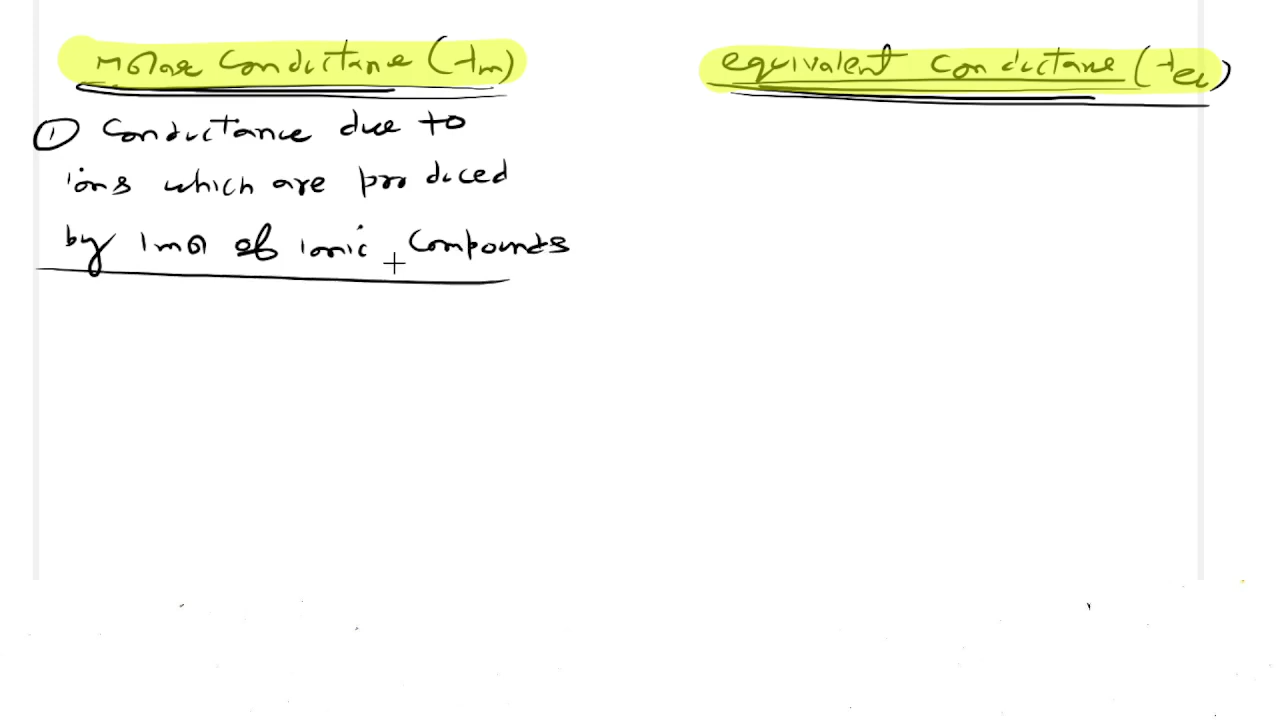 Molar Conductance (λm)
equivalent Conductance (λeq)
① Conductance due to
ions which are produced
by 1mol of ionic compounds